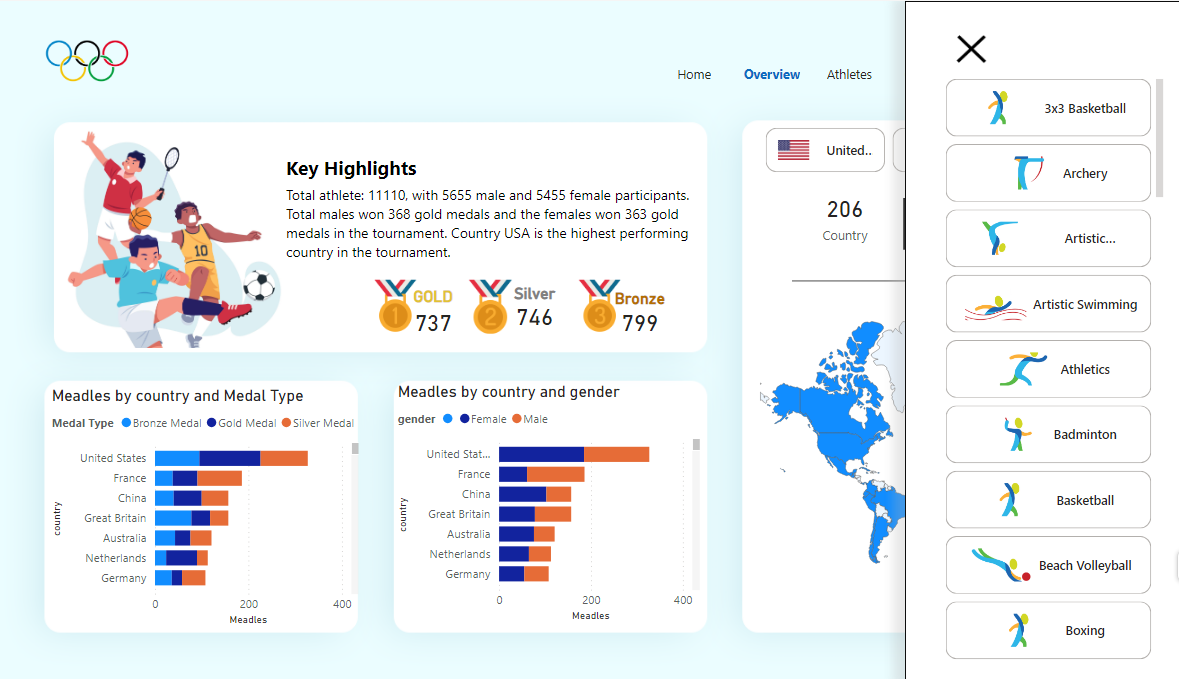 Home Overview Athletes
Key Highlights
Total athlete: 11110, with 5655 male and 5455 female participants.
Total males won 368 gold medals and the females won 363 gold
medals in the tournament. Country USA is the highest performing
country in the tournament.
1 GOLD
737
2 Silver
746
3 Bronze
799
10
United..
206
Country
Meadles by country and Medal Type
Medal Type Bronze Medal Gold Medal Silver Medal
country
United States
France
China
Great Britain
Australia
Netherlands
Germany
0 200 400
Meadles
Meadles by country and gender
gender Female Male
country
United Stat...
France
China
Great Britain
Australia
Netherlands
Germany
0 200 400
Meadles
3x3 Basketball
Archery
Artistic...
Artistic Swimming
Athletics
Badminton
Basketball
Beach Volleyball
Boxing